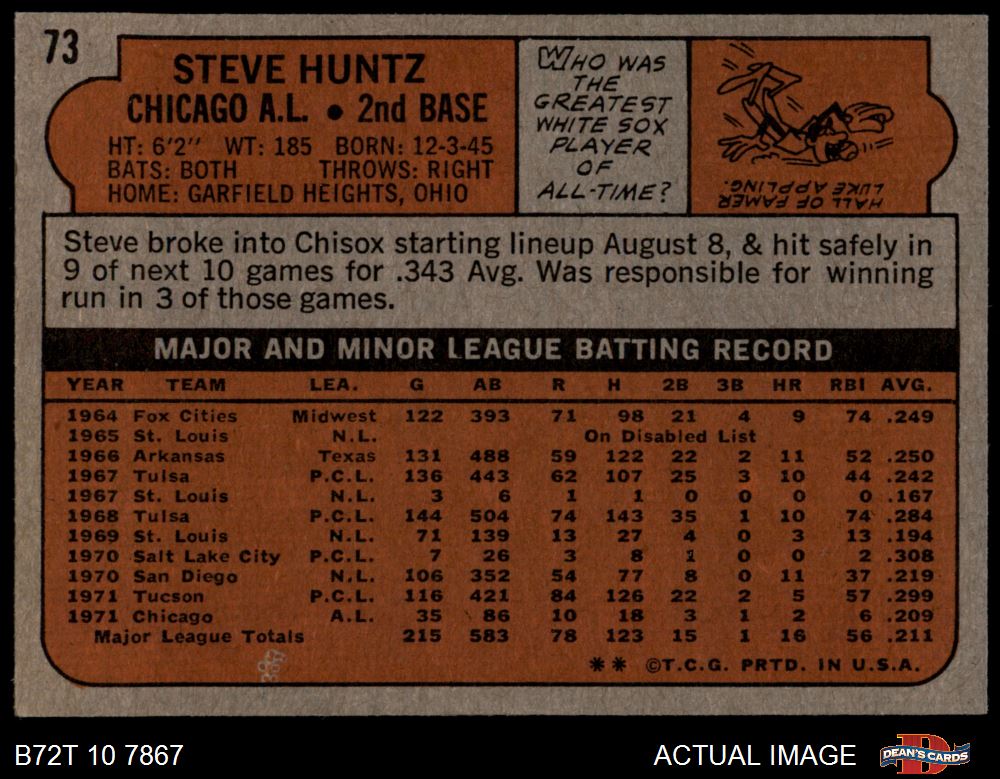 73
STEVE HUNTZ
CHICAGO A.L. • 2nd BASE
HT: 6'2" WT: 185 BORN: 12-3-45
BATS: BOTH THROWS: RIGHT
HOME: GARFIELD HEIGHTS, OHIO
WHO WAS
THE
GREATEST
WHITE SOX
PLAYER
OF
ALL-TIME?
HALL OF FAMER
LUKE APPLING.
Steve broke into Chisox starting lineup August 8, & hit safely in
9 of next 10 games for .343 Avg. Was responsible for winning
run in 3 of those games.
MAJOR AND MINOR LEAGUE BATTING RECORD
YEAR TEAM LEA. G AB R H 2B 3B HR RBI AVG.
1964 Fox Cities Midwest 122 393 71 98 21 4 9 74 .249
1965 St. Louis N.L. On Disabled List
1966 Arkansas Texas 131 488 59 122 22 2 11 52 .250
1967 Tulsa P.C.L. 136 443 62 107 25 3 10 44 .242
1967 St. Louis N.L. 3 6 1 1 0 0 0 0 .167
1968 Tulsa P.C.L. 144 504 74 143 35 1 10 74 .284
1969 St. Louis N.L. 71 139 13 27 4 0 3 13 .194
1970 Salt Lake City P.C.L. 7 26 3 8 1 0 0 2 .308
1970 San Diego N.L. 106 352 54 77 8 0 11 37 .219
1971 Tucson P.C.L. 116 421 84 126 22 2 5 57 .299
1971 Chicago A.L. 35 86 10 18 3 1 2 6 .209
Major League Totals 215 583 78 123 15 1 16 56 .211
** ©T.C.G. PRTD. IN U.S.A.
B72T 10 7867
ACTUAL IMAGE
D
DEAN'S CARDS